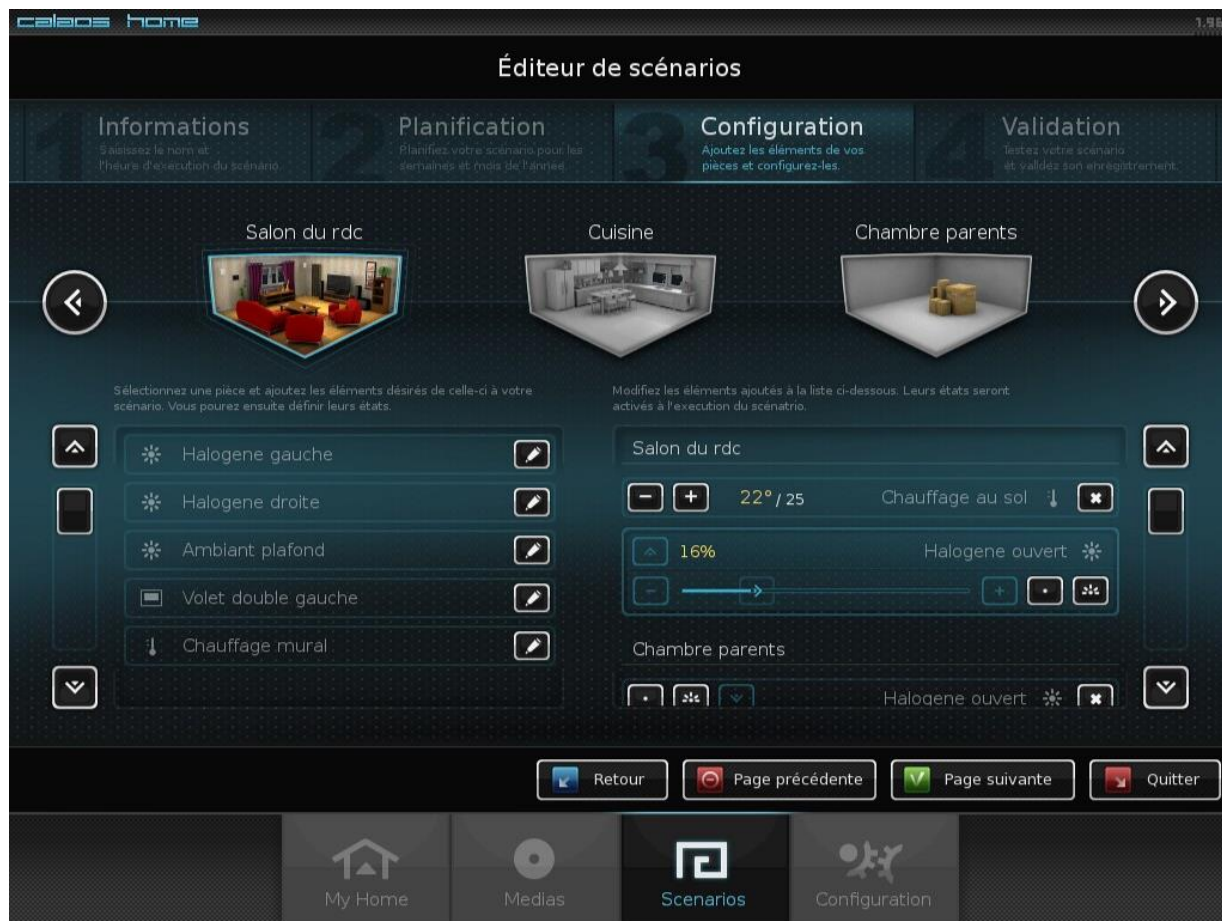 calaos home
Éditeur de scénarios
1 Informations
Saisissez le nom et
l'heure d'execution du scénario
2 Planification
Planifiez votre scénario pour les
semaines et mois de l'annee
3 Configuration
Ajoutez les éléments de vos
pièces et configurez-les.
4 Validation
Testez votre scénario
et validez son enregistrement
Salon du rdc
Cuisine
Chambre parents
Sélectionnez une pièce et ajoutez les éléments désirés de celle-ci à votre
scénario. Vous pourez ensuite définir leurs états.
Modifiez les éléments ajoutés à la liste ci-dessous. Leurs états seront
activés à l'execution du scénatrio.
Halogene gauche
Halogene droite
Ambiant plafond
Volet double gauche
Chauffage mural
Salon du rdc
22° / 25 Chauffage au sol
16% Halogene ouvert
Chambre parents
Halogene ouvert
Retour
Page précédente
Page suivante
Quitter
My Home
Medias
Scenarios
Configuration